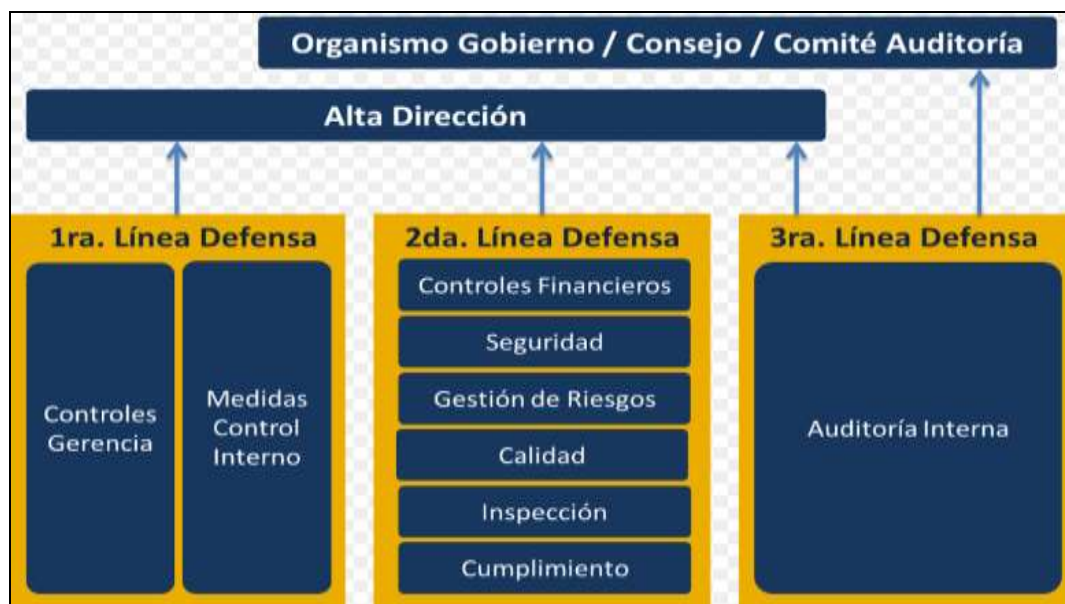 Organismo Gobierno / Consejo / Comité Auditoría
Alta Dirección
1ra. Línea Defensa
Controles
Gerencia
Medidas
Control
Interno
2da. Línea Defensa
Controles Financieros
Seguridad
Gestión de Riesgos
Calidad
Inspección
Cumplimiento
3ra. Línea Defensa
Auditoría Interna